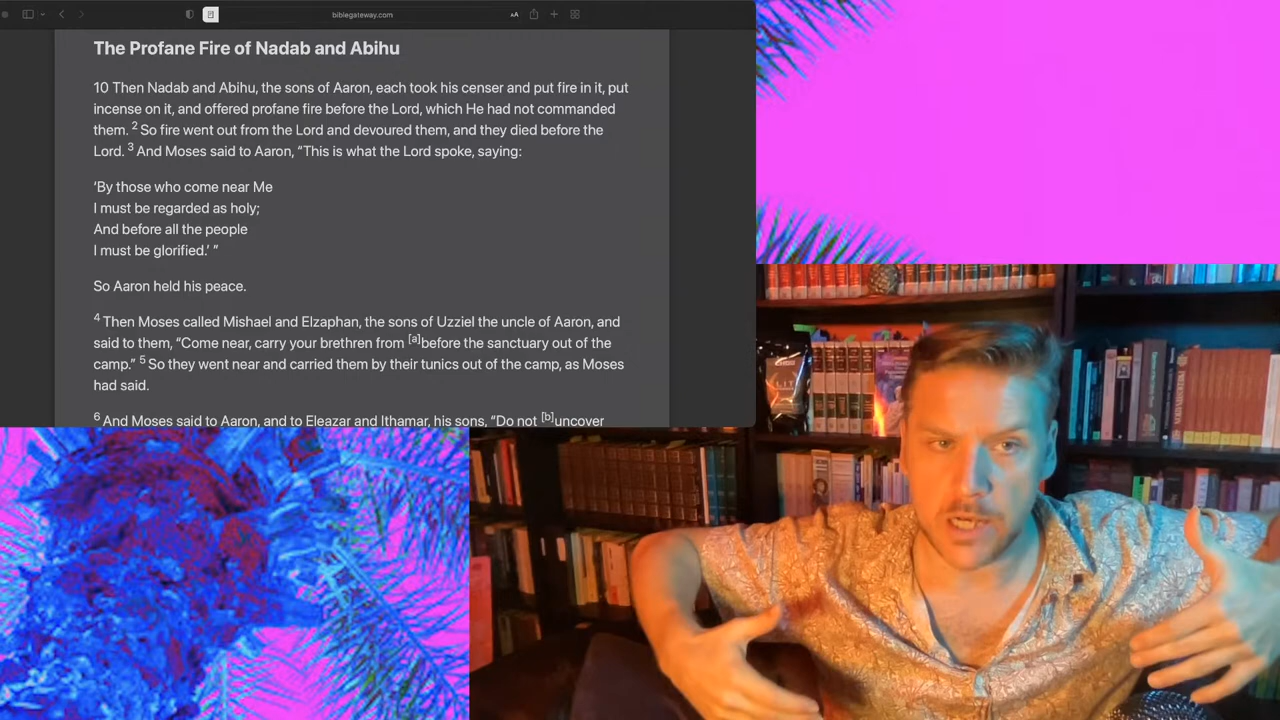 biblegateway.com
AA
The Profane Fire of Nadab and Abihu
10 Then Nadab and Abihu, the sons of Aaron, each took his censer and put fire in it, put
incense on it, and offered profane fire before the Lord, which He had not commanded
them. 2 So fire went out from the Lord and devoured them, and they died before the
Lord. 3 And Moses said to Aaron, “This is what the Lord spoke, saying:
‘By those who come near Me
I must be regarded as holy;
And before all the people
I must be glorified.’ ”
So Aaron held his peace.
4 Then Moses called Mishael and Elzaphan, the sons of Uzziel the uncle of Aaron, and
said to them, “Come near, carry your brethren from [a]before the sanctuary out of the
camp.” 5 So they went near and carried them by their tunics out of the camp, as Moses
had said.
6 And Moses said to Aaron, and to Eleazar and Ithamar, his sons, “Do not [b]uncover